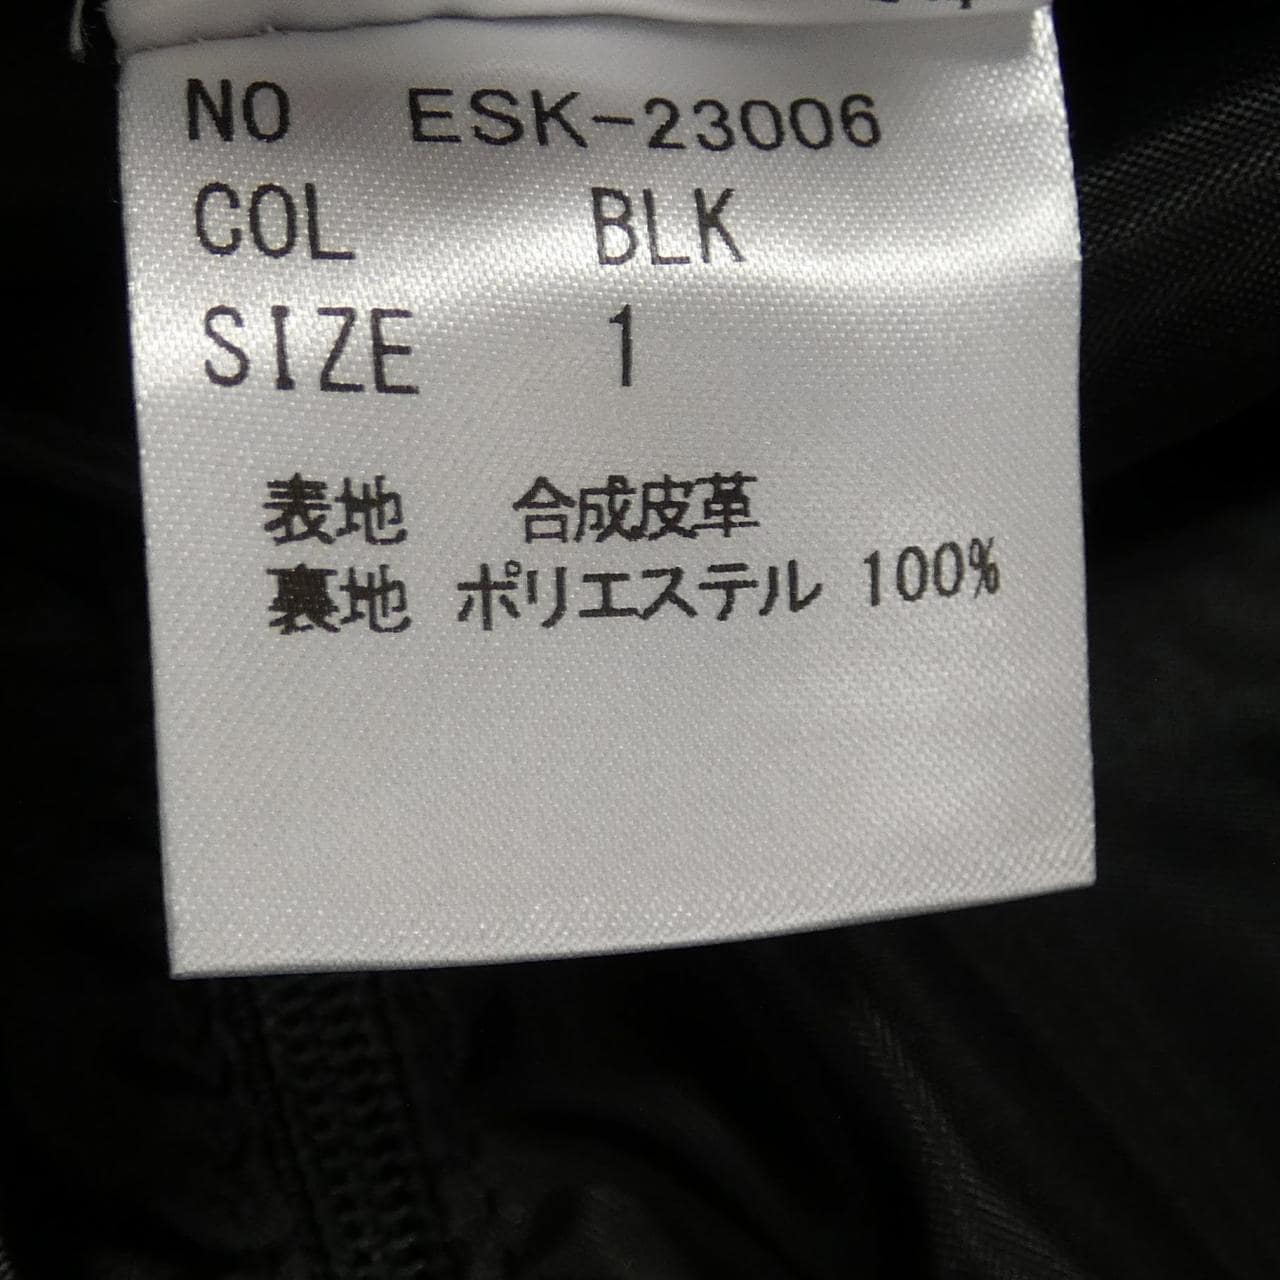 NO ESK-23006
COL BLK
SIZE 1
表地 合成皮革
裏地 ポリエステル 100%